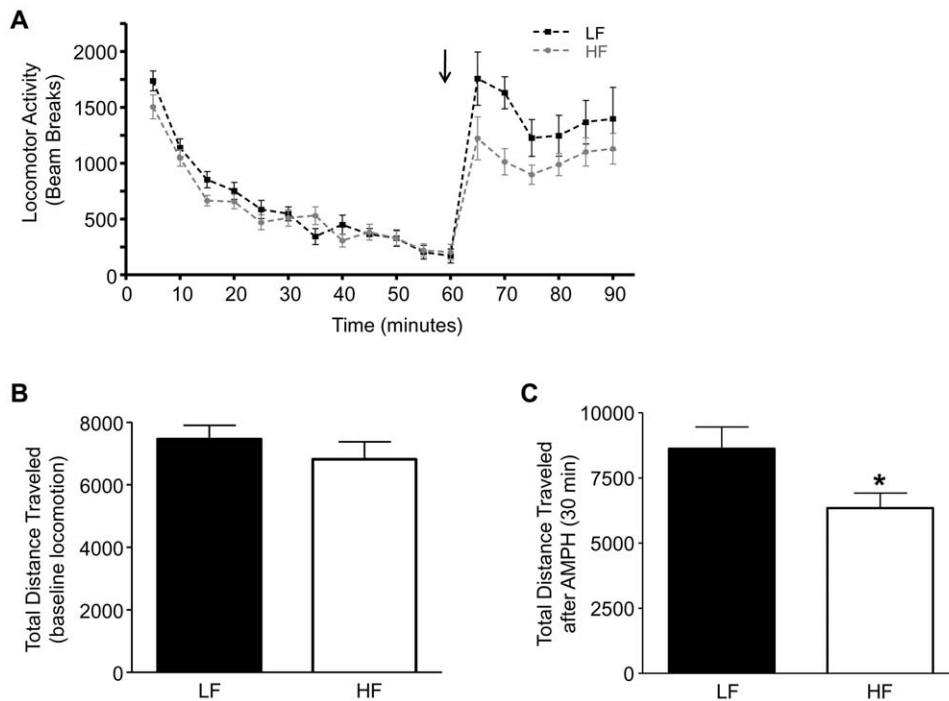 A
LF
HF
Locomotor Activity
(Beam Breaks)
2000
1500
1000
500
0
0 10 20 30 40 50 60 70 80 90
Time (minutes)
B
Total Distance Traveled
(baseline locomotion)
8000
6000
4000
2000
0
LF HF
C
Total Distance Traveled
after AMPH (30 min)
10000
7500
5000
2500
0
*
LF HF